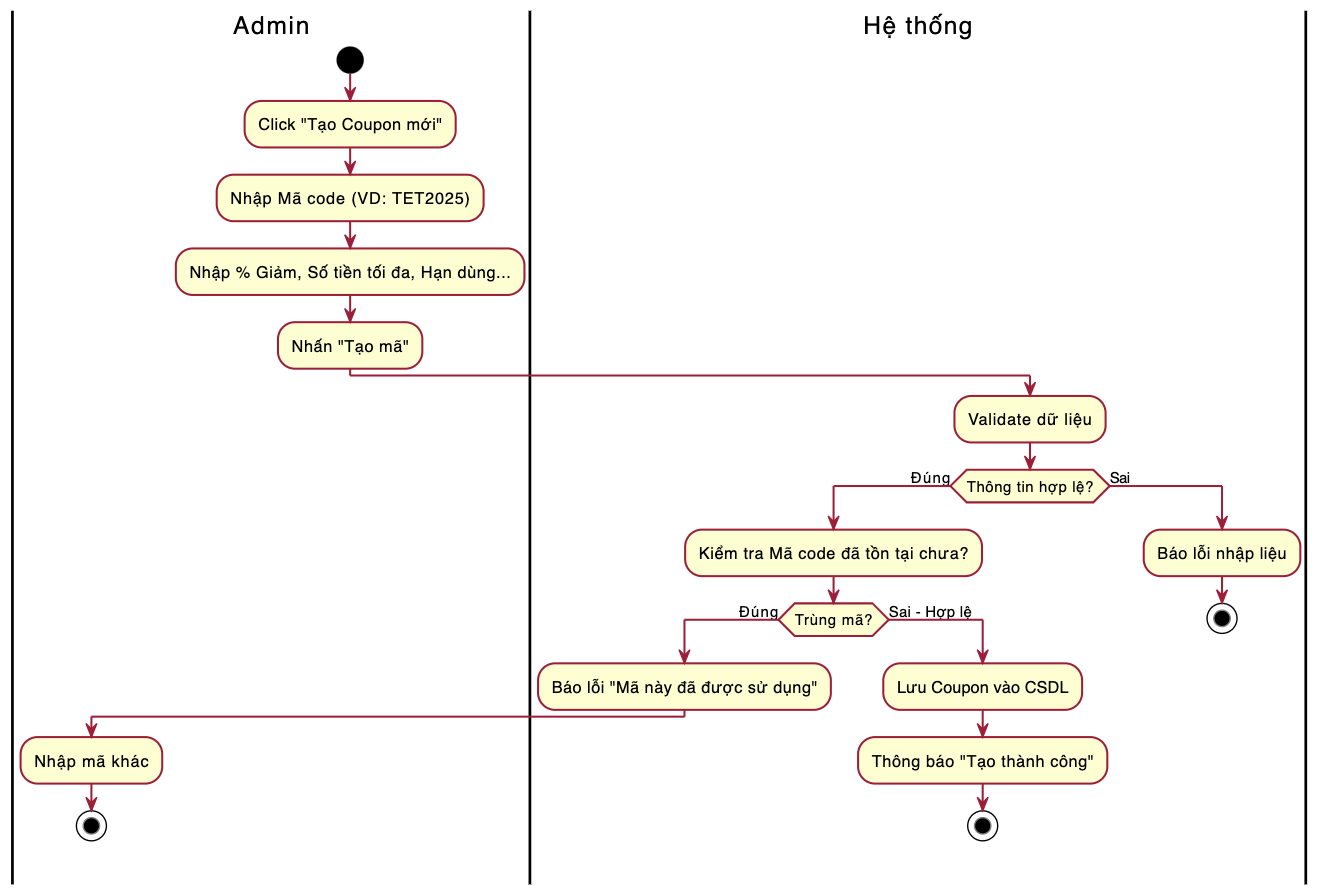 Admin
Hệ thống
Click "Tạo Coupon mới"
Nhập Mã code (VD: TET2025)
Nhập % Giảm, Số tiền tối đa, Hạn dùng...
Nhấn "Tạo mã"
Validate dữ liệu
Đúng
Thông tin hợp lệ?
Sai
Kiểm tra Mã code đã tồn tại chưa?
Báo lỗi nhập liệu
Đúng
Trùng mã?
Sai - Hợp lệ
Báo lỗi "Mã này đã được sử dụng"
Lưu Coupon vào CSDL
Nhập mã khác
Thông báo "Tạo thành công"